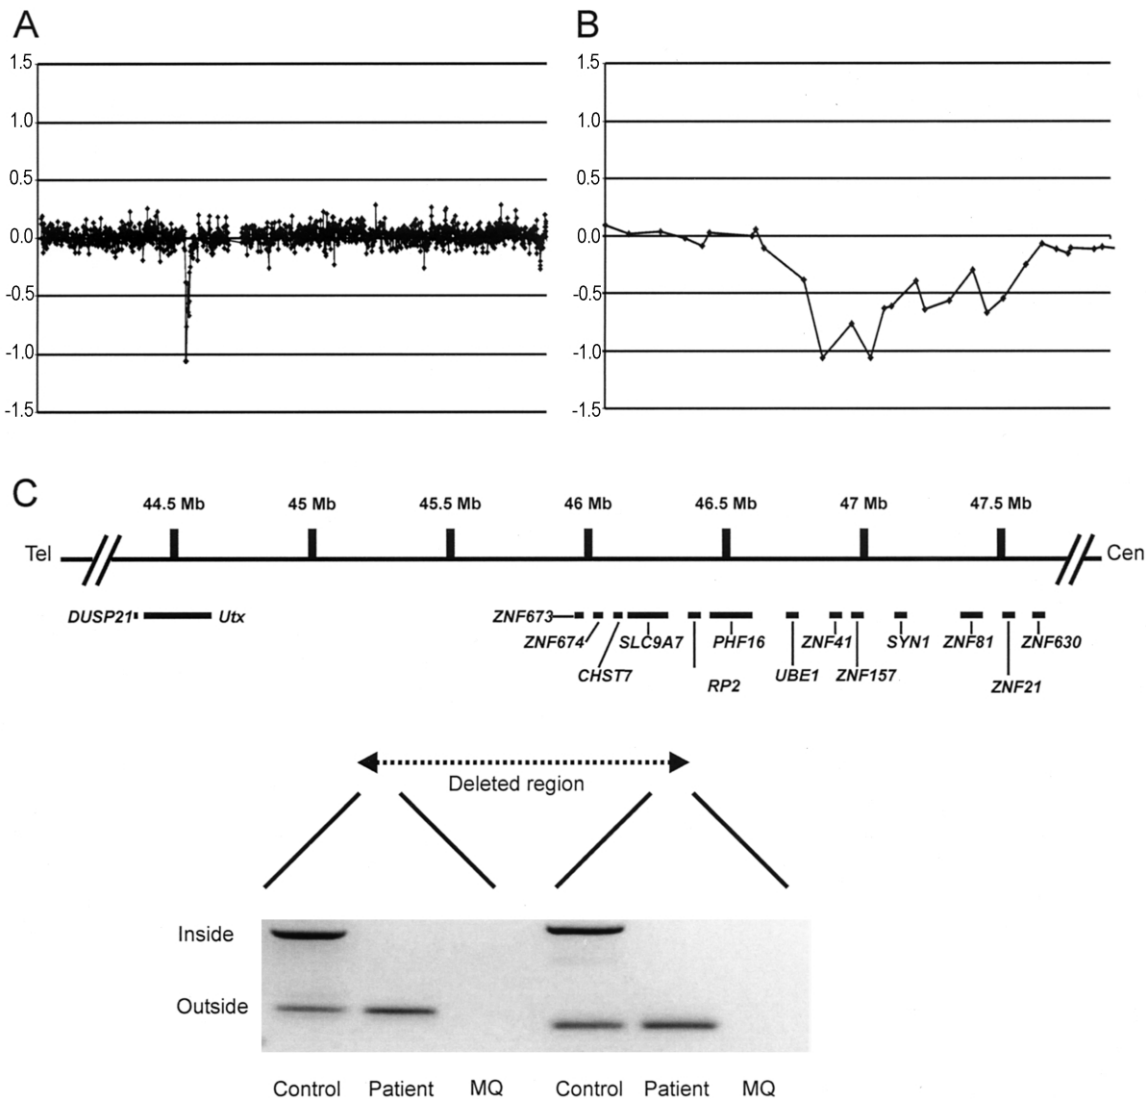 A
B
1.5
1.0
0.5
0.0
-0.5
-1.0
-1.5
1.5
1.0
0.5
0.0
-0.5
-1.0
-1.5
C
44.5 Mb 45 Mb 45.5 Mb 46 Mb 46.5 Mb 47 Mb 47.5 Mb
Tel Cen
DUSP21 Utx ZNF673
ZNF674 SLC9A7 PHF16 ZNF41 SYN1 ZNF81 ZNF630
CHST7 RP2 UBE1 ZNF157 ZNF21
Deleted region
Inside
Outside
Control Patient MQ Control Patient MQ